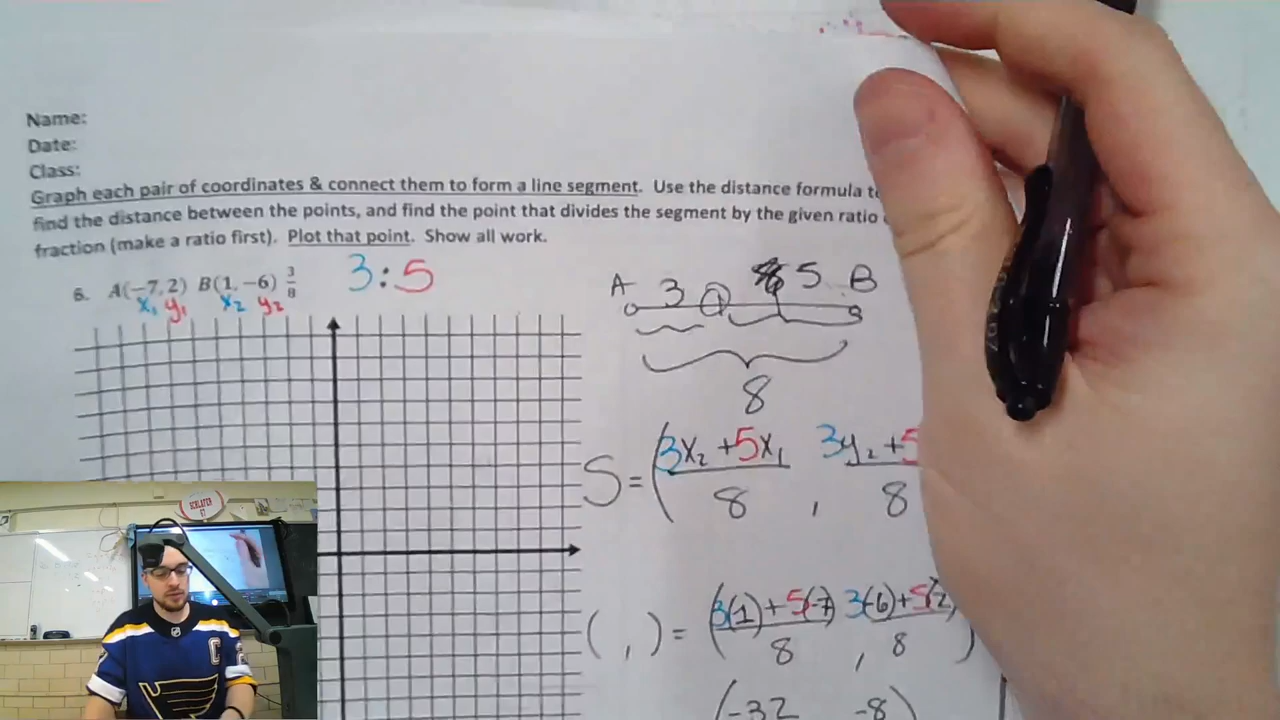 Name:
Date:
Class:
Graph each pair of coordinates & connect them to form a line segment. Use the distance formula
find the distance between the points, and find the point that divides the segment by the given ratio
fraction (make a ratio first). Plot that point. Show all work.
6. A(−7, 2) B(1, −6) 3/8 3:5
x₁ y₁ x₂ y₂
A 3 5 B
8
S = (3x₂ + 5x₁ / 8 , 3y₂ + 5 / 8
( , ) = (3(1) + 5(-7) / 8 , 3(-6) + 5(2) / 8 )
(-32 -8)